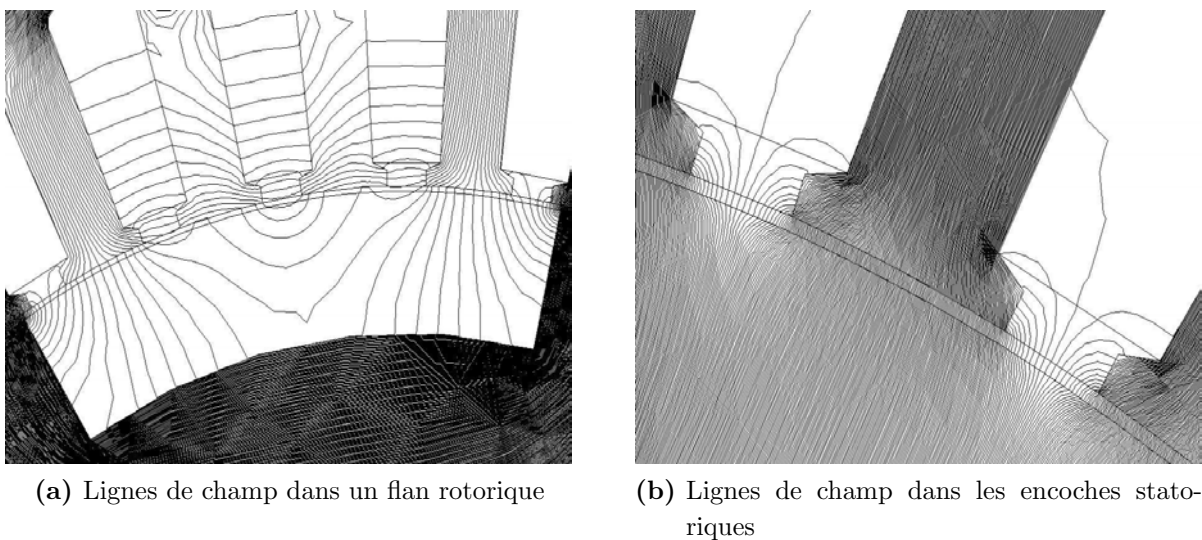 (a) Lignes de champ dans un flan rotorique
(b) Lignes de champ dans les encoches stato-
riques